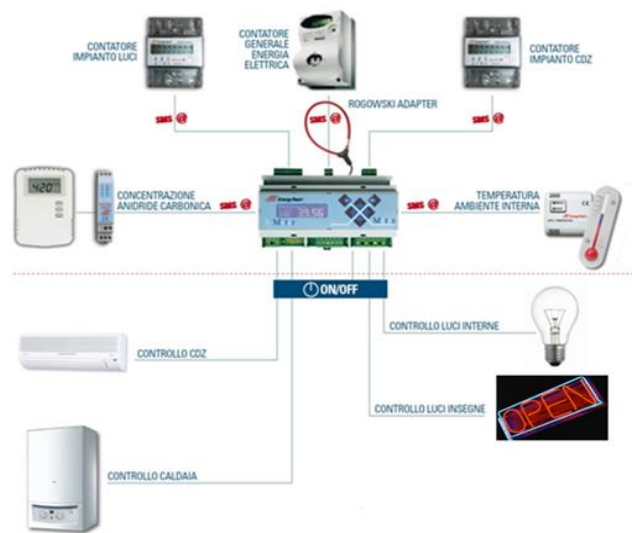 CONTATORE
IMPIANTO LUCI
CONTATORE
GENERALE
ENERGIA
ELETTRICA
CONTATORE
IMPIANTO CDZ
ROGOWSKI ADAPTER
SMS @
SMS @
SMS @
420
CONCENTRAZIONE
ANIDRIDE CARBONICA
SMS @
39.56
SMS @
TEMPERATURA
AMBIENTE INTERNA
ON/OFF
CONTROLLO LUCI INTERNE
CONTROLLO CDZ
OPEN
CONTROLLO LUCI INSEGNE
CONTROLLO CALDAIA